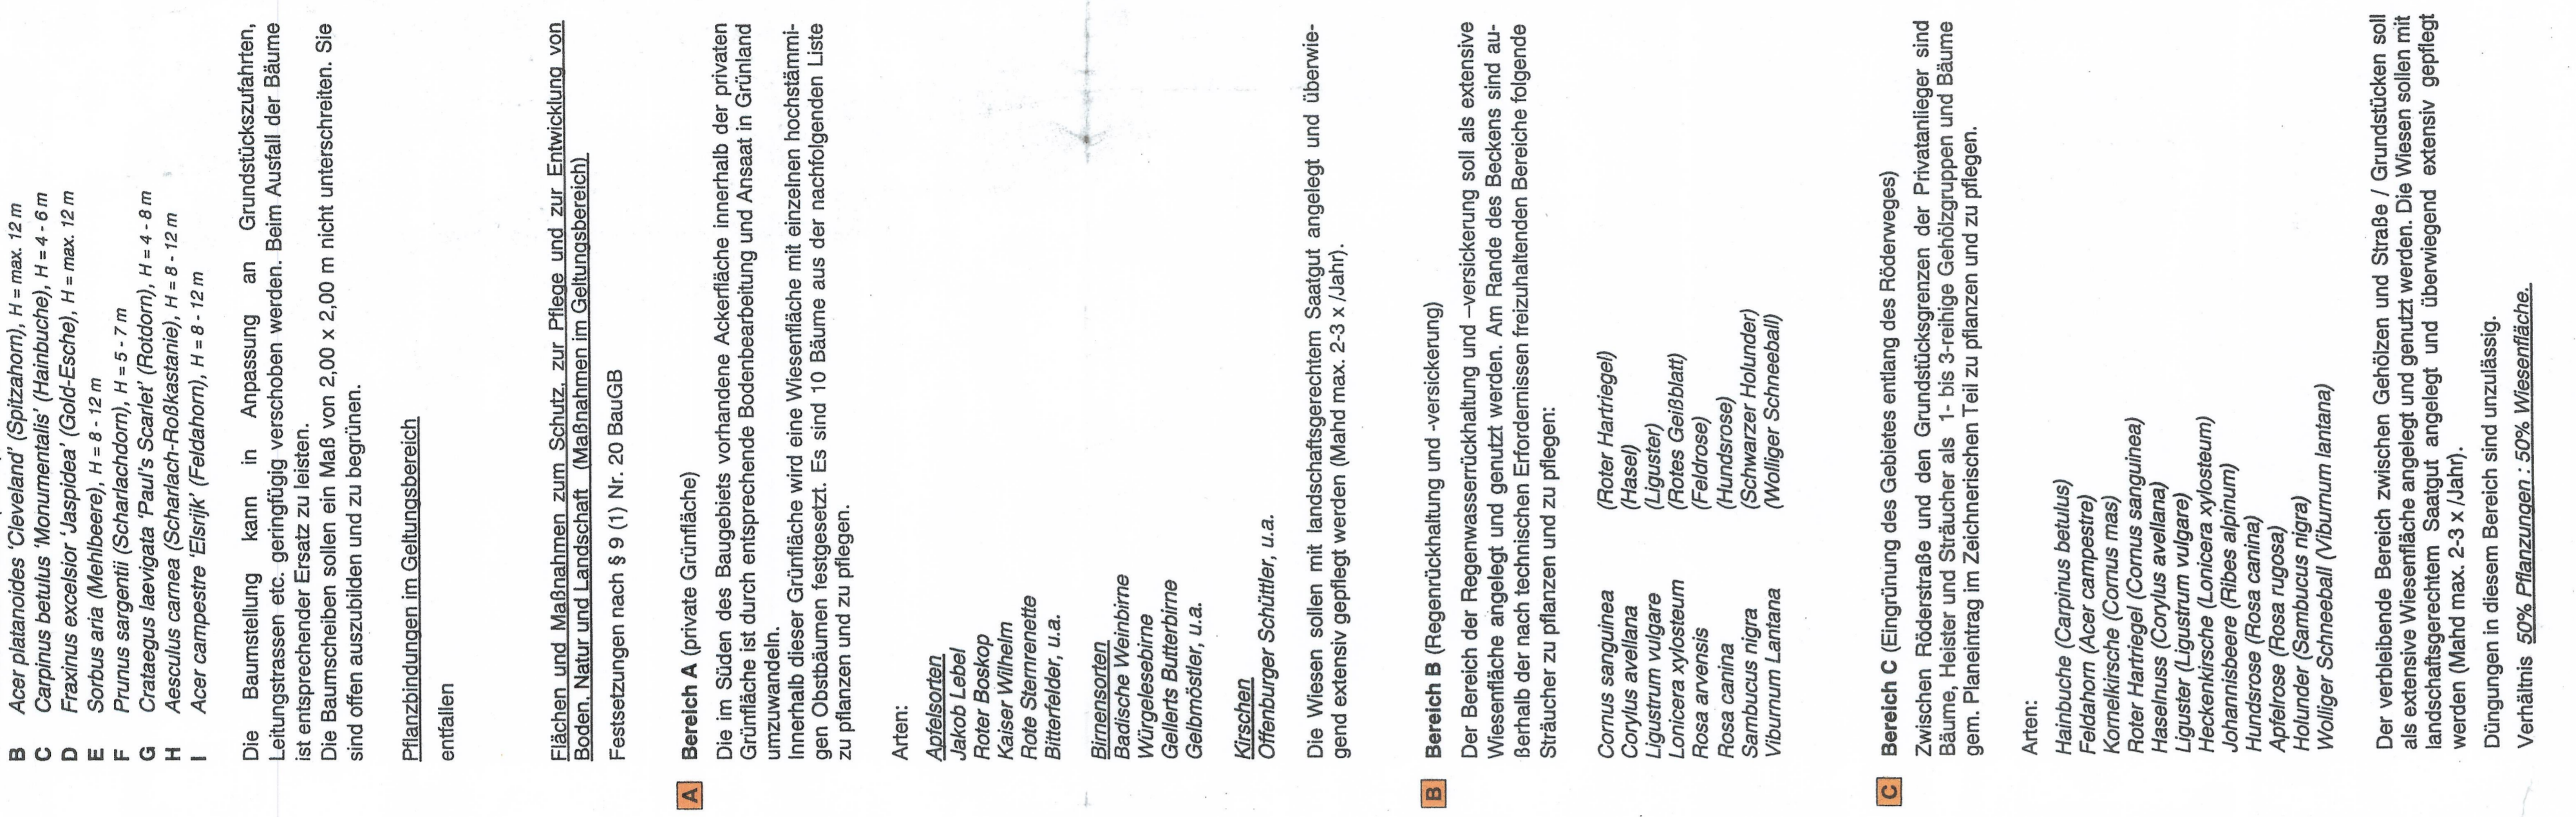 B Acer platanoides 'Cleveland' (Spitzahorn), H = max. 12 m
C Carpinus betulus 'Monumentalis' (Hainbuche), H = 4 - 6 m
D Fraxinus excelsior 'Jaspidea' (Gold-Esche), H = max. 12 m
E Sorbus aria (Mehlbeere), H = 8 - 12 m
F Prunus sargentii (Scharlachdorn), H = 5 - 7 m
G Crataegus laevigata 'Paul's Scarlet' (Rotdorn), H = 4 - 8 m
H Aesculus carnea (Scharlach-Roßkastanie), H = 8 - 12 m
I Acer campestre 'Elsrijk' (Feldahorn), H = 8 - 12 m
Die Baumstellung kann in Anpassung an Grundstückszufahrten,
Leitungstrassen etc. geringfügig verschoben werden. Beim Ausfall der Bäume
ist entsprechender Ersatz zu leisten.
Die Baumscheiben sollen ein Maß von 2,00 x 2,00 m nicht unterschreiten. Sie
sind offen auszubilden und zu begrünen.
Pflanzbindungen im Geltungsbereich
entfallen
Flächen und Maßnahmen zum Schutz, zur Pflege und zur Entwicklung von
Boden, Natur und Landschaft (Maßnahmen im Geltungsbereich)
Festsetzungen nach § 9 (1) Nr. 20 BauGB
A Bereich A (private Grünfläche)
Die im Süden des Baugebiets vorhandene Ackerfläche innerhalb der privaten
Grünfläche ist durch entsprechende Bodenbearbeitung und Ansaat in Grünland
umzuwandeln.
Innerhalb dieser Grünfläche wird eine Wiesenfläche mit einzelnen hochstämmi-
gen Obstbäumen festgesetzt. Es sind 10 Bäume aus der nachfolgenden Liste
zu pflanzen und zu pflegen.
Arten:
Apfelsorten
Jakob Lebel
Roter Boskop
Kaiser Wilhelm
Rote Sternrenette
Bitterfelder, u.a.
Birnensorten
Badische Weinbirne
Würgelesebirne
Gellerts Butterbirne
Gelbmöstler, u.a.
Kirschen
Offenburger Schüttler, u.a.
Die Wiesen sollen mit landschaftsgerechtem Saatgut angelegt und überwie-
gend extensiv gepflegt werden (Mahd max. 2-3 x /Jahr).
B Bereich B (Regenrückhaltung und -versickerung)
Der Bereich der Regenwasserrückhaltung und –versickerung soll als extensive
Wiesenfläche angelegt und genutzt werden. Am Rande des Beckens sind au-
ßerhalb der nach technischen Erfordernissen freizuhaltenden Bereiche folgende
Sträucher zu pflanzen und zu pflegen:
Cornus sanguinea (Roter Hartriegel)
Corylus avellana (Hasel)
Ligustrum vulgare (Liguster)
Lonicera xylosteum (Rotes Geißblatt)
Rosa arvensis (Feldrose)
Rosa canina (Hundsrose)
Sambucus nigra (Schwarzer Holunder)
Viburnum Lantana (Wolliger Schneeball)
C Bereich C (Eingrünung des Gebietes entlang des Röderweges)
Zwischen Röderstraße und den Grundstücksgrenzen der Privatanlieger sind
Bäume, Heister und Sträucher als 1- bis 3-reihige Gehölzgruppen und Bäume
gem. Planeintrag im Zeichnerischen Teil zu pflanzen und zu pflegen.
Arten:
Hainbuche (Carpinus betulus)
Feldahorn (Acer campestre)
Kornelkirsche (Cornus mas)
Roter Hartriegel (Cornus sanguinea)
Haselnuss (Corylus avellana)
Liguster (Ligustrum vulgare)
Heckenkirsche (Lonicera xylosteum)
Johannisbeere (Ribes alpinum)
Hundsrose (Rosa canina)
Apfelrose (Rosa rugosa)
Holunder (Sambucus nigra)
Wolliger Schneeball (Viburnum lantana)
Der verbleibende Bereich zwischen Gehölzen und Straße / Grundstücken soll
als extensive Wiesenfläche angelegt und genutzt werden. Die Wiesen sollen mit
landschaftsgerechtem Saatgut angelegt und überwiegend extensiv gepflegt
werden (Mahd max. 2-3 x /Jahr).
Düngungen in diesem Bereich sind unzulässig.
Verhältnis 50% Pflanzungen : 50% Wiesenfläche.